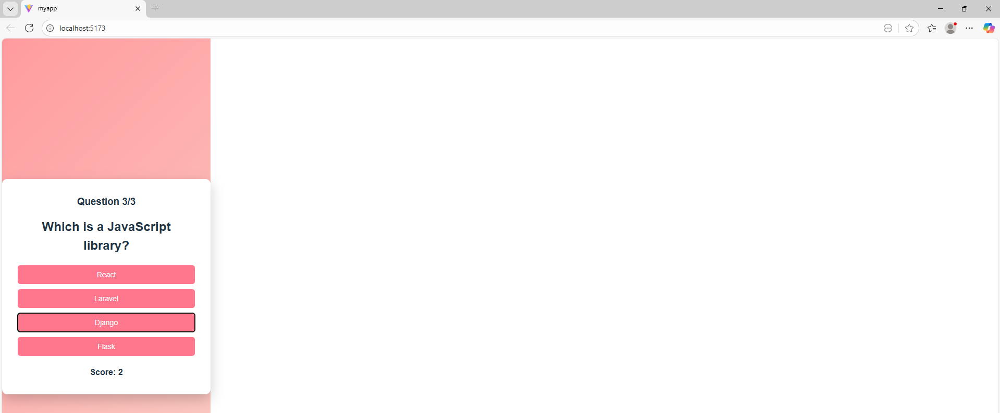 myapp
localhost:5173
Question 3/3
Which is a JavaScript
library?
React
Laravel
Django
Flask
Score: 2